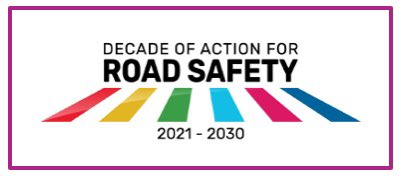 DECADE OF ACTION FOR
ROAD SAFETY
2021 - 2030